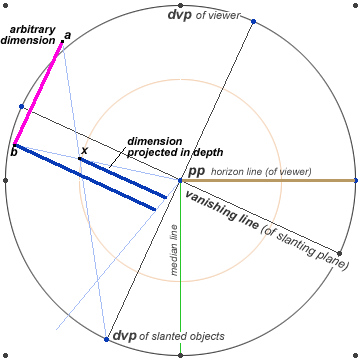 dvp of viewer
arbitrary
dimension
a
b
x
dimension
projected in depth
pp horizon line (of viewer)
vanishing line (of slanting plane)
median line
dvp of slanted objects